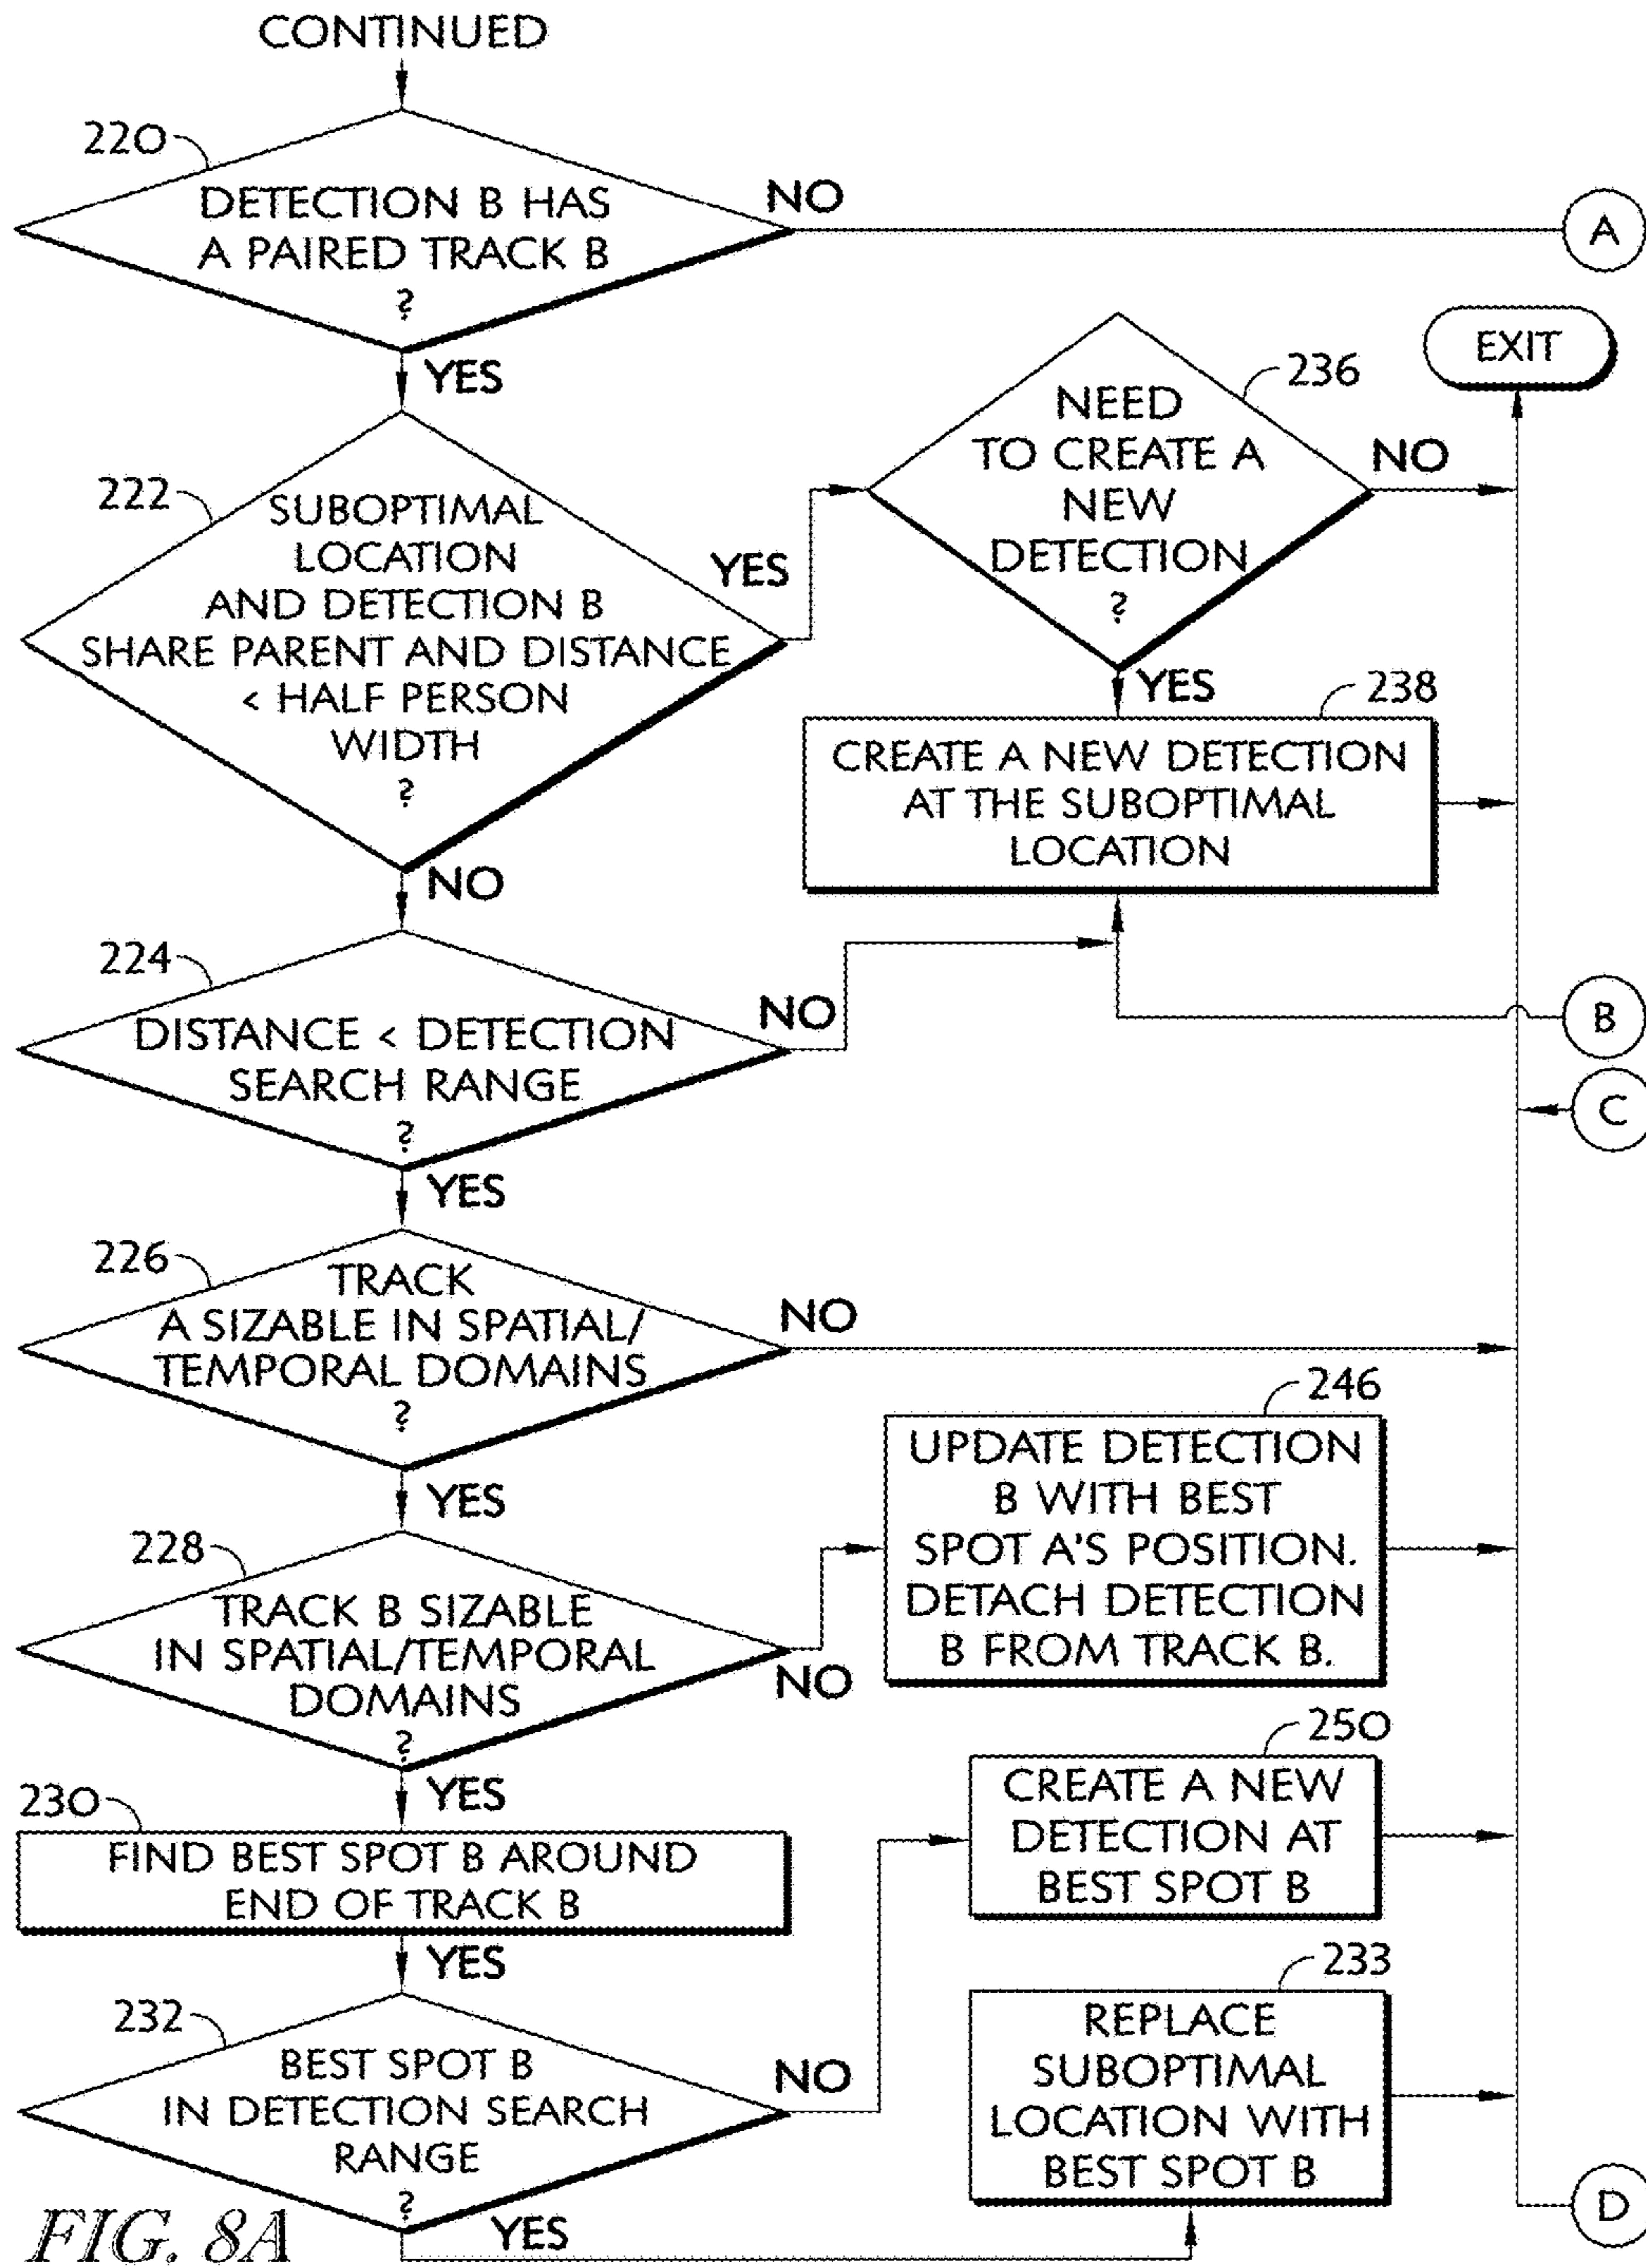 CONTINUED
220
DETECTION B HAS
A PAIRED TRACK B
?
NO
A
YES
EXIT
236
NEED
TO CREATE A
NEW
DETECTION
?
NO
YES
222
SUBOPTIMAL
LOCATION
AND DETECTION B
SHARE PARENT AND DISTANCE
< HALF PERSON
WIDTH
?
YES
NO
238
CREATE A NEW DETECTION
AT THE SUBOPTIMAL
LOCATION
224
DISTANCE < DETECTION
SEARCH RANGE
?
NO
B
C
YES
226
TRACK
A SIZABLE IN SPATIAL/
TEMPORAL DOMAINS
?
NO
YES
246
UPDATE DETECTION
B WITH BEST
SPOT A'S POSITION.
DETACH DETECTION
B FROM TRACK B.
228
TRACK B SIZABLE
IN SPATIAL/TEMPORAL
DOMAINS
?
NO
YES
250
CREATE A NEW
DETECTION AT
BEST SPOT B
230
FIND BEST SPOT B AROUND
END OF TRACK B
YES
233
REPLACE
SUBOPTIMAL
LOCATION WITH
BEST SPOT B
232
BEST SPOT B
IN DETECTION SEARCH
RANGE
?
NO
YES
D
FIG. 8A